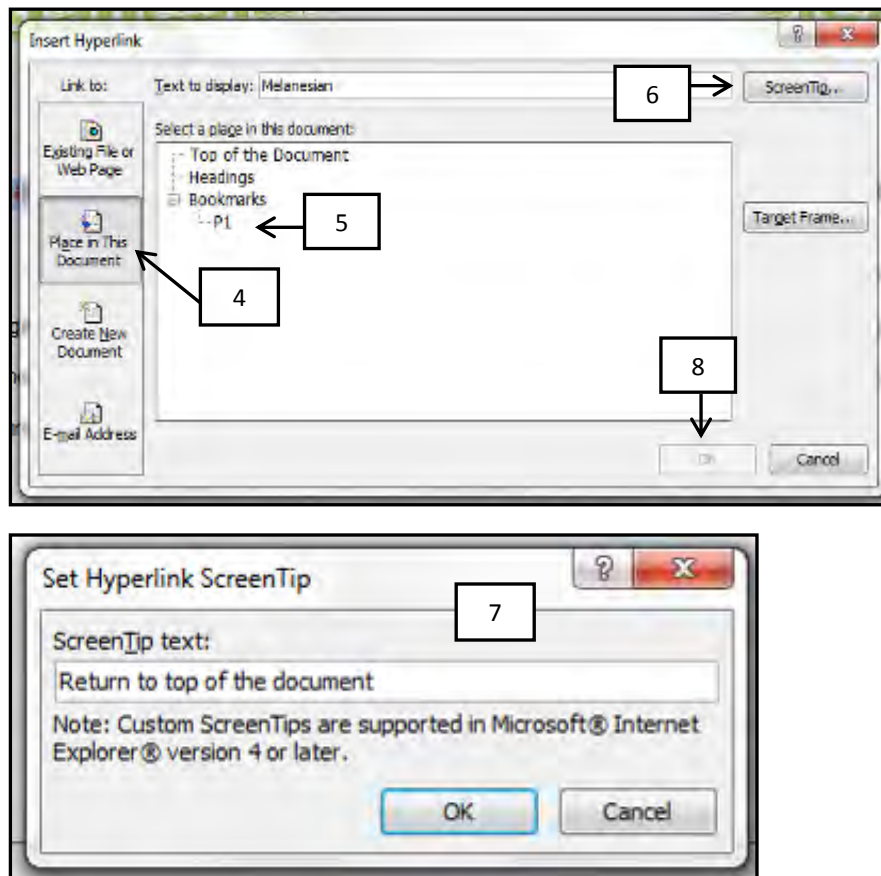 Insert Hyperlink
Link to:
Text to display: Melanesian
6
ScreenTip...
Select a place in this document:
Existing File or
Web Page
Top of the Document
Headings
Bookmarks
P1
5
Place in This
Document
Target Frame...
4
Create New
Document
8
E-mail Address
OK
Cancel
Set Hyperlink ScreenTip
7
ScreenTip text:
Return to top of the document
Note: Custom ScreenTips are supported in Microsoft® Internet
Explorer® version 4 or later.
OK
Cancel